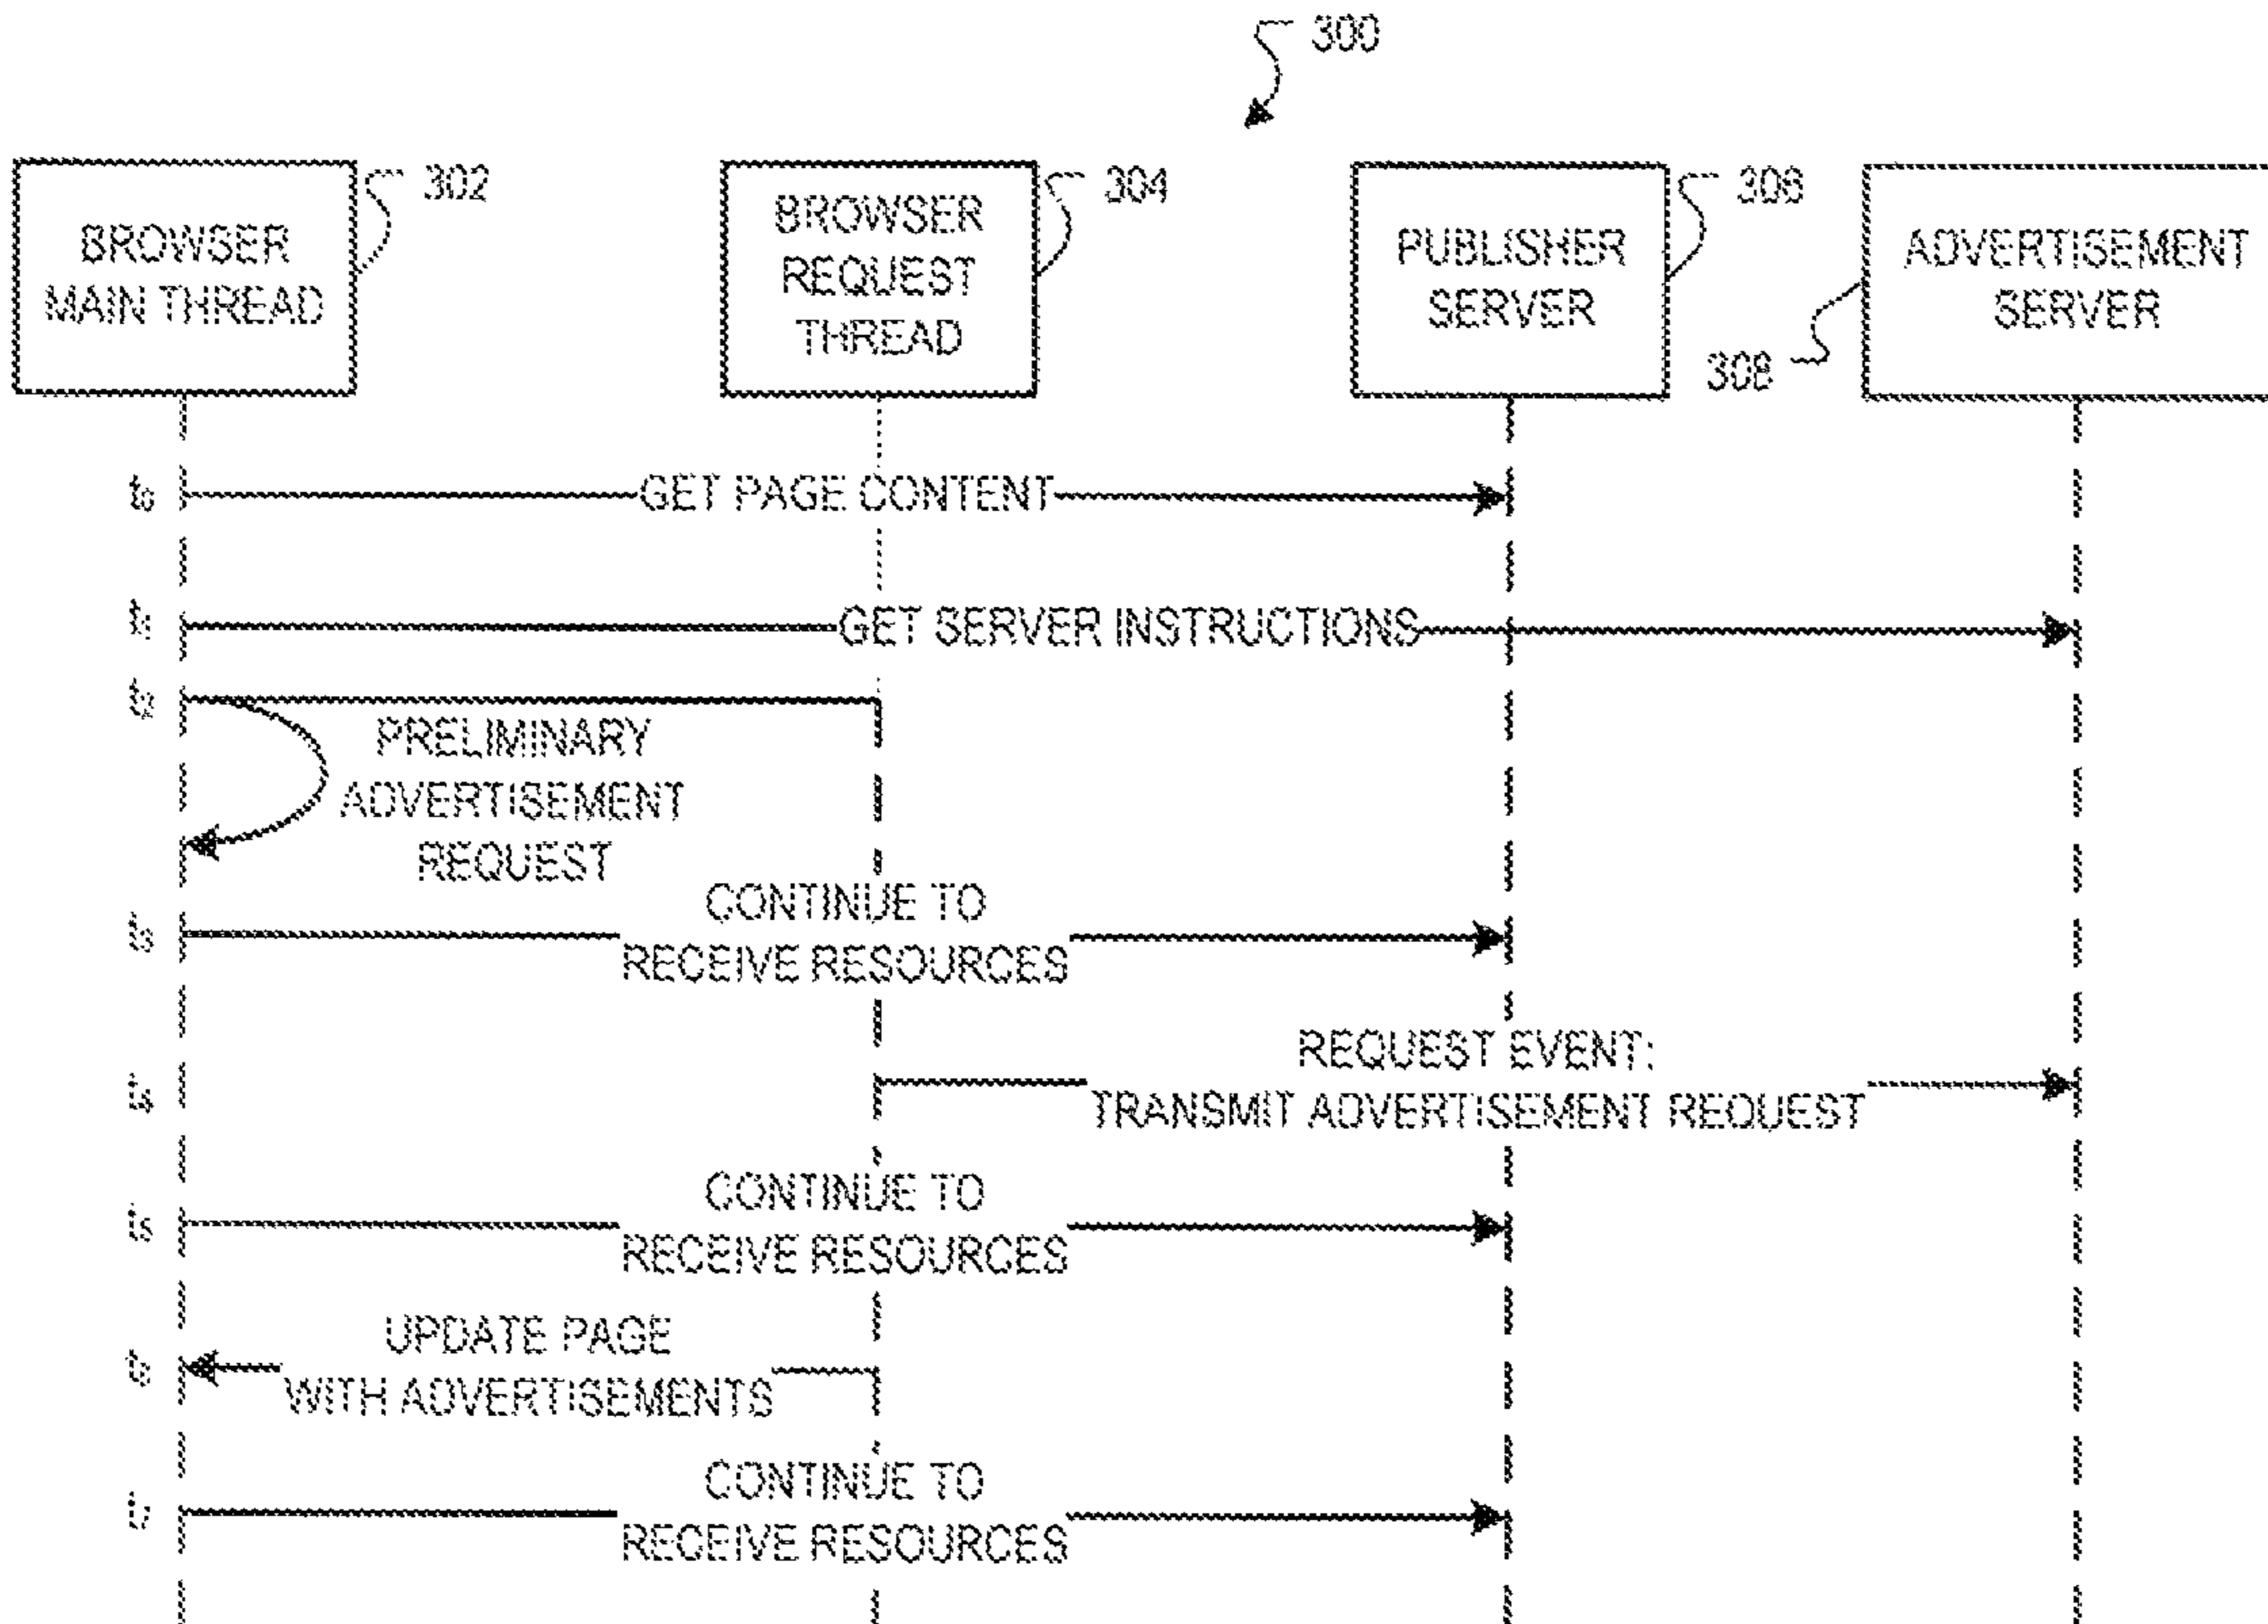 300
BROWSER
MAIN THREAD
302
BROWSER
REQUEST
THREAD
304
PUBLISHER
SERVER
306
ADVERTISEMENT
SERVER
308
t0 GET PAGE CONTENT
t1 GET SERVER INSTRUCTIONS
t2
PRELIMINARY
ADVERTISEMENT
REQUEST
t3 CONTINUE TO
RECEIVE RESOURCES
t4 REQUEST EVENT:
TRANSMIT ADVERTISEMENT REQUEST
t5 CONTINUE TO
RECEIVE RESOURCES
t6 UPDATE PAGE
WITH ADVERTISEMENTS
t7 CONTINUE TO
RECEIVE RESOURCES